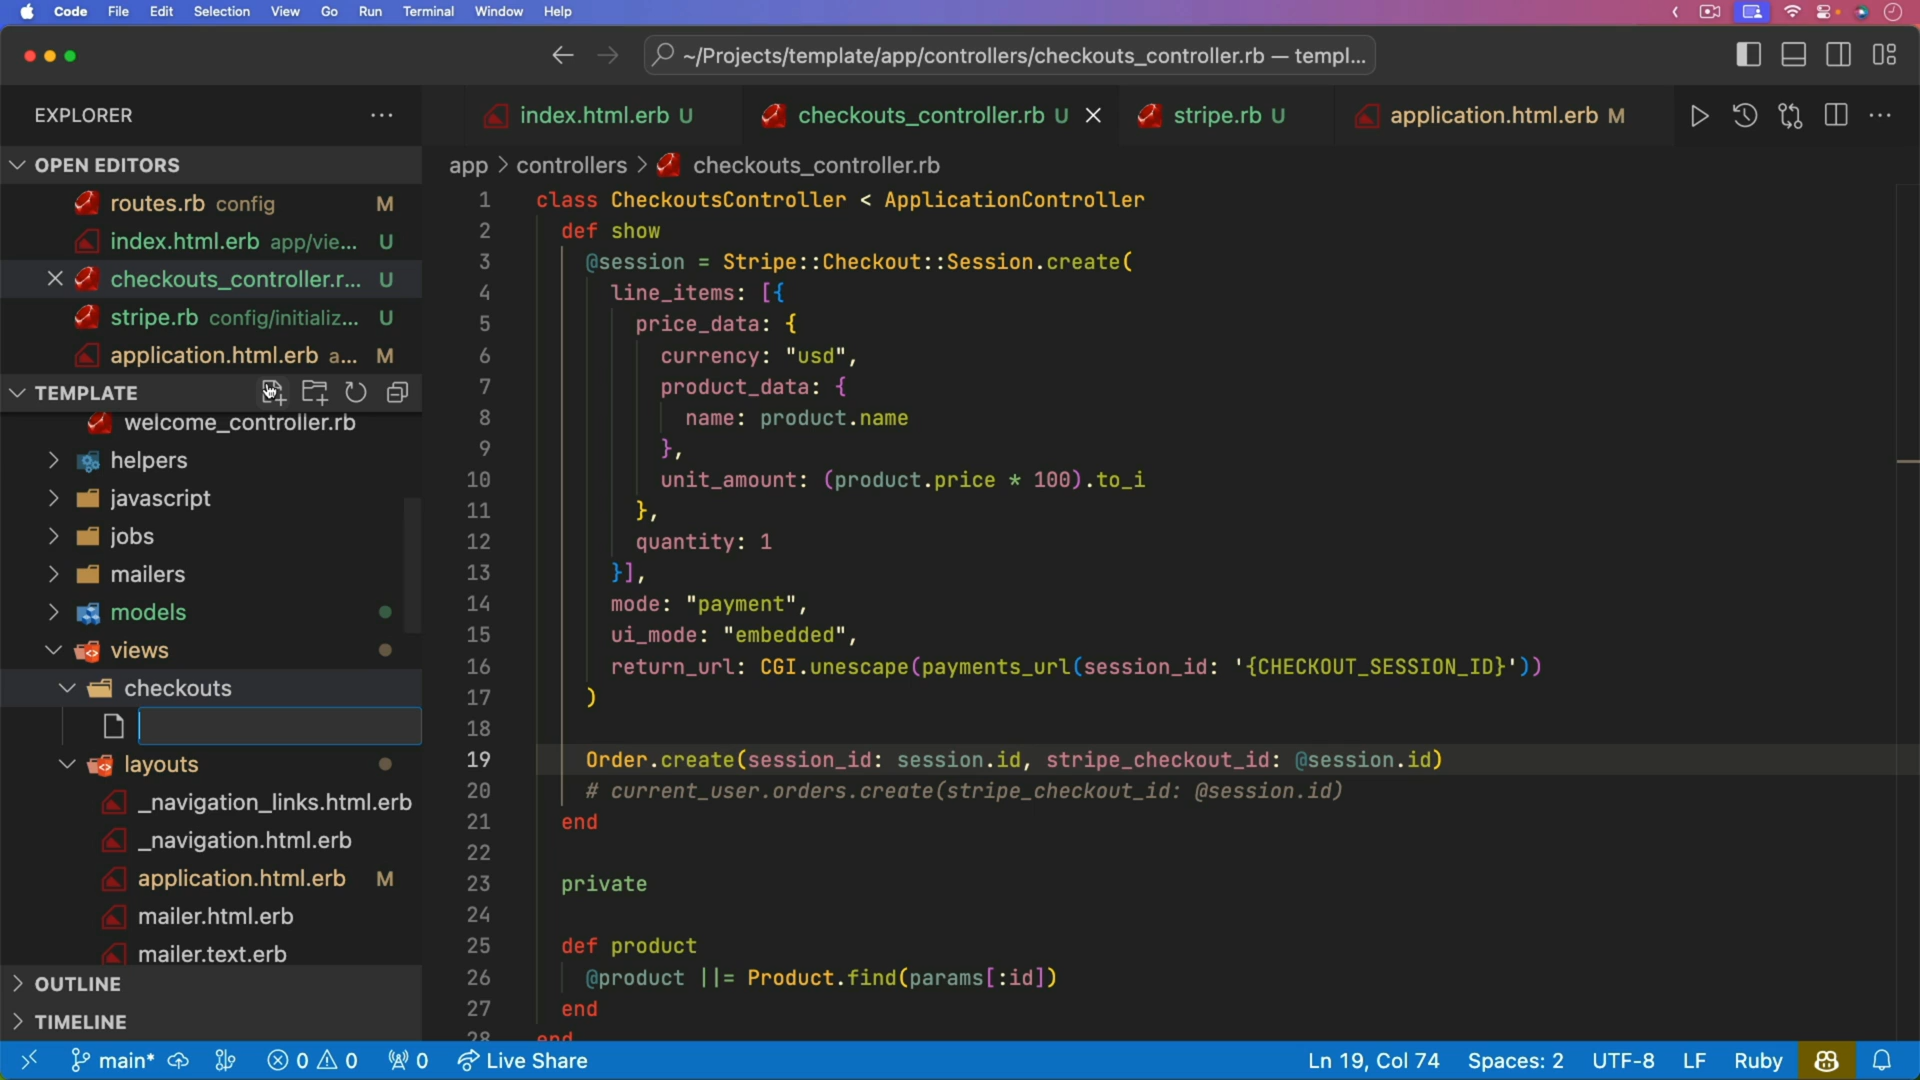 Code File Edit Selection View Go Run Terminal Window Help
~/Projects/template/app/controllers/checkouts_controller.rb — templ...
EXPLORER
index.html.erb U
checkouts_controller.rb U
stripe.rb U
application.html.erb M
OPEN EDITORS
routes.rb config M
index.html.erb app/vie... U
checkouts_controller.r... U
stripe.rb config/initializ... U
application.html.erb a... M
TEMPLATE
welcome_controller.rb
helpers
javascript
jobs
mailers
models
views
checkouts
layouts
_navigation_links.html.erb
_navigation.html.erb
application.html.erb M
mailer.html.erb
mailer.text.erb
OUTLINE
TIMELINE
app > controllers > checkouts_controller.rb
1 class CheckoutsController < ApplicationController
2 def show
3 @session = Stripe::Checkout::Session.create(
4 line_items: [{
5 price_data: {
6 currency: "usd",
7 product_data: {
8 name: product.name
9 },
10 unit_amount: (product.price * 100).to_i
11 },
12 quantity: 1
13 }],
14 mode: "payment",
15 ui_mode: "embedded",
16 return_url: CGI.unescape(payments_url(session_id: '{CHECKOUT_SESSION_ID}'))
17 )
18
19 Order.create(session_id: session.id, stripe_checkout_id: @session.id)
20 # current_user.orders.create(stripe_checkout_id: @session.id)
21 end
22
23 private
24
25 def product
26 @product ||= Product.find(params[:id])
27 end
28 end
main* 0 0 0 Live Share Ln 19, Col 74 Spaces: 2 UTF-8 LF Ruby